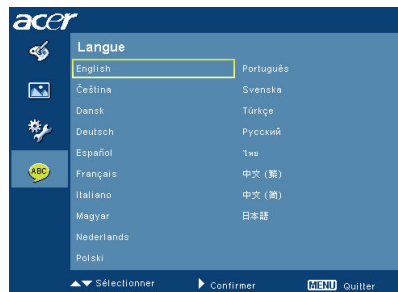 acer
Langue
English
Čeština
Dansk
Deutsch
Español
Français
Italiano
Magyar
Nederlands
Polski
Português
Svenska
Türkçe
Русский
ไทย
中文 (繁)
中文 (简)
日本語
ABC
▲▼ Sélectionner
▶ Confirmer
MENU Quitter